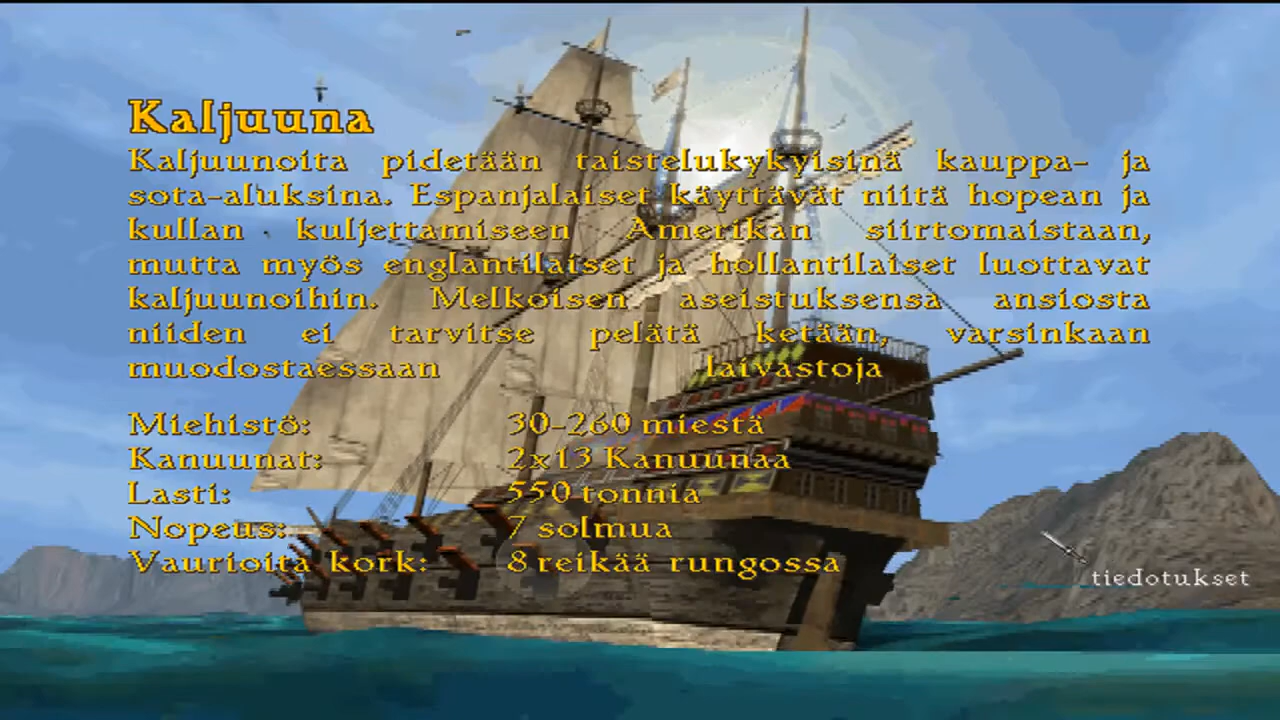 Kaljuuna
Kaljuunoita pidetään taistelukykyisinä kauppa- ja
sota-aluksina. Espanjalaiset käyttävät niitä hopean ja
kullan kuljettamiseen Amerikan siirtomaistaan,
mutta myös englantilaiset ja hollantilaiset luottavat
kaljuunoihin. Melkoisen aseistuksensa ansiosta
niiden ei tarvitse pelätä ketään, varsinkaan
muodostaessaan laivastoja
Miehistö: 30-260 miestä
Kanuunat: 2x13 Kanuunaa
Lasti: 550 tonnia
Nopeus: 7 solmua
Vaurioita kork: 8 reikää rungossa
tiedotukset